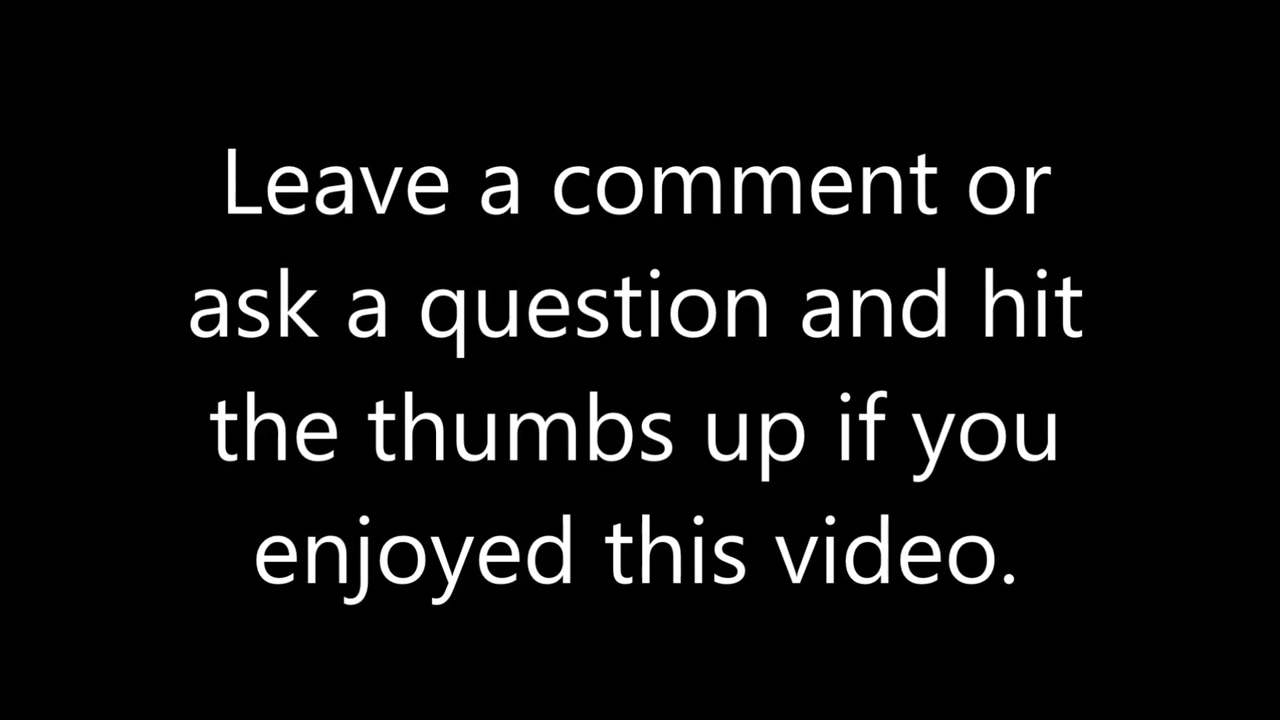 Leave a comment or
ask a question and hit
the thumbs up if you
enjoyed this video.